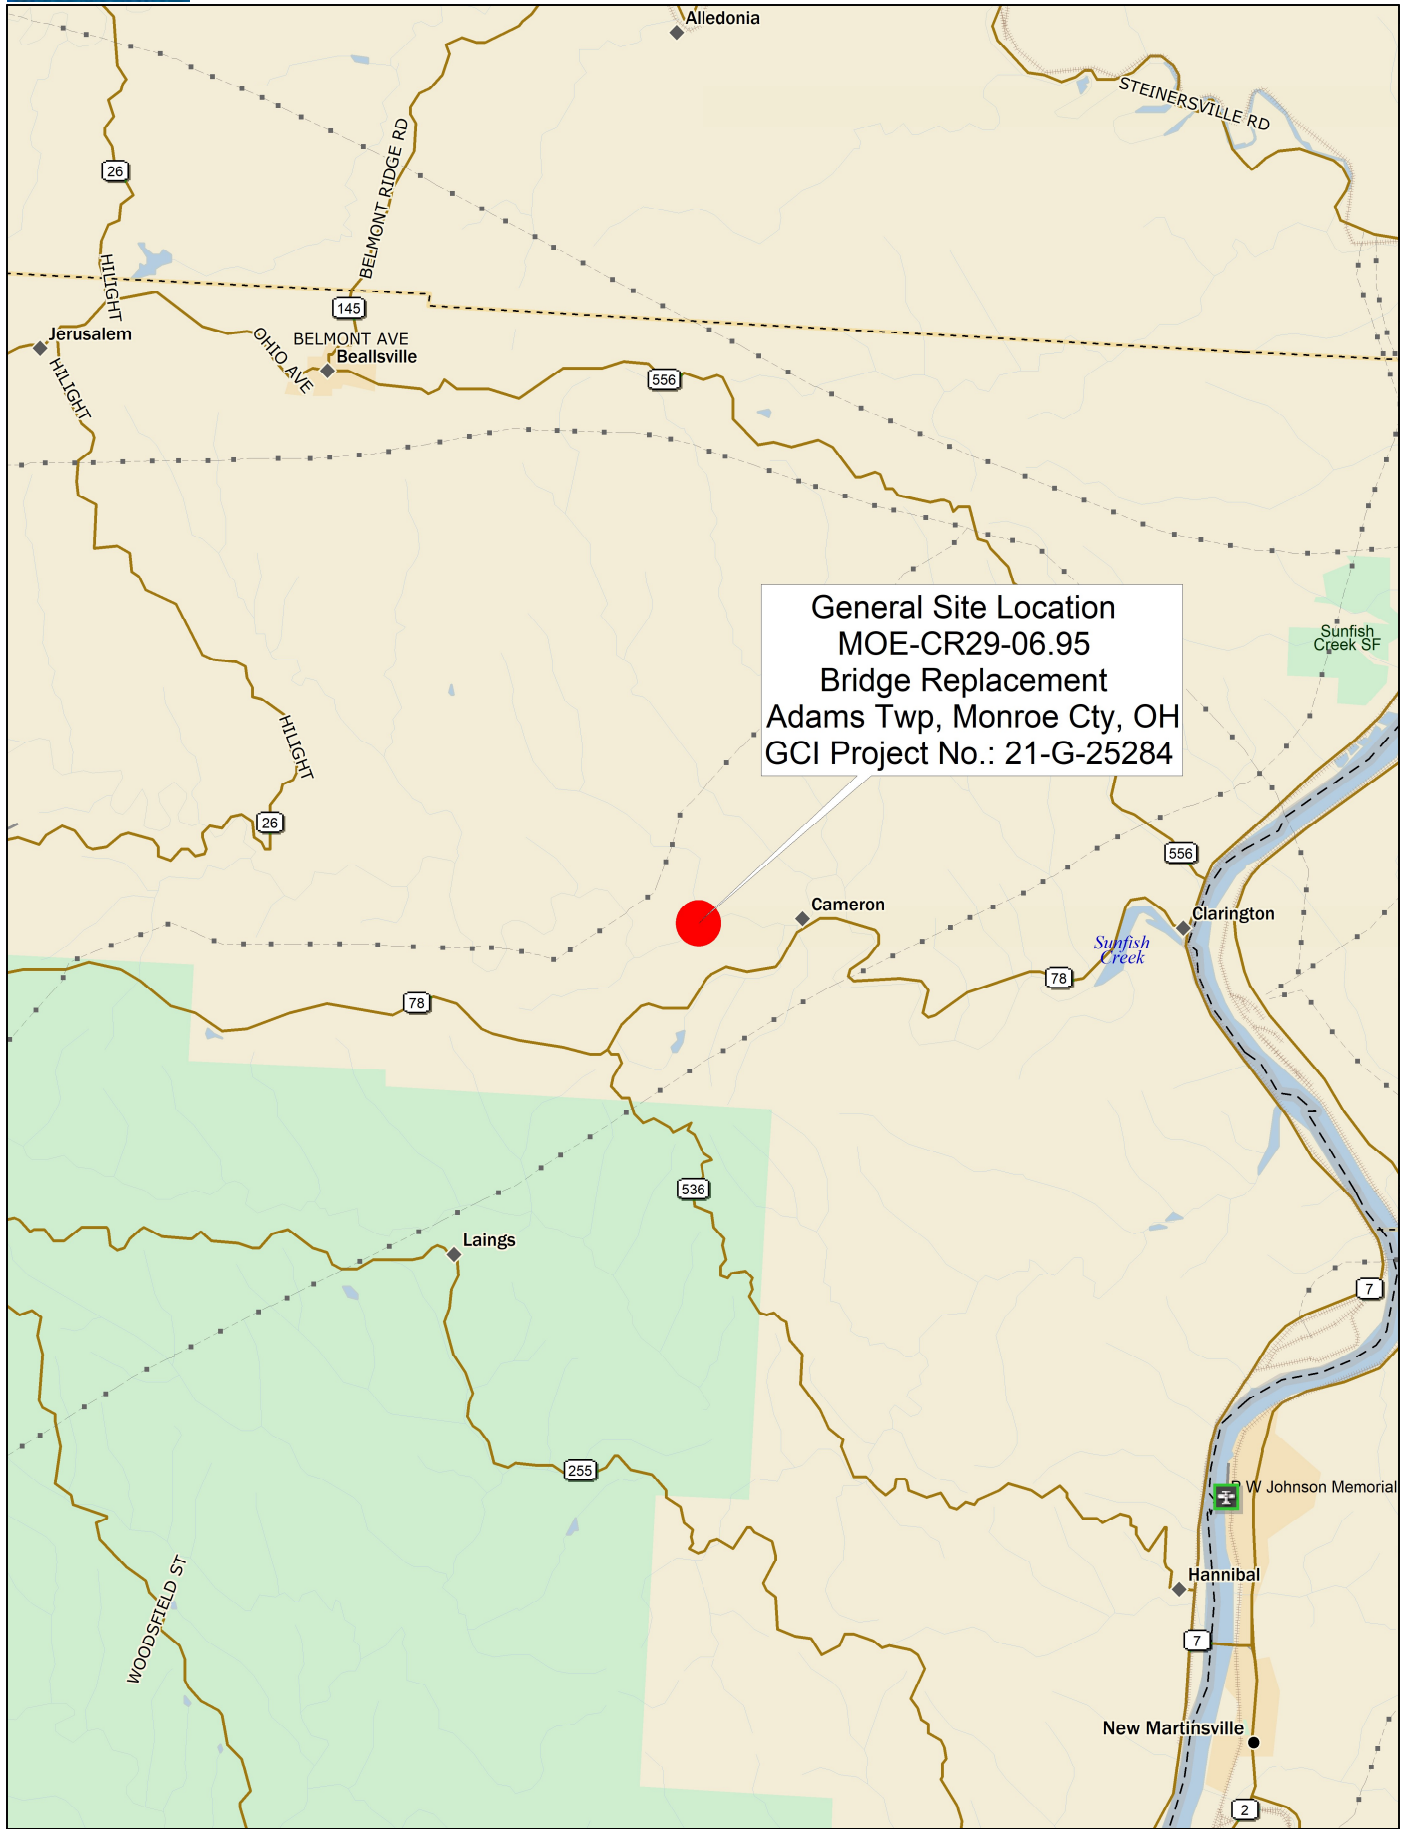 Alledonia
STEINERSVILLE RD
BELMONT RIDGE RD
26
HILIGHT
145
Jerusalem
OHIO AVE
BELMONT AVE
Beallsville
HILIGHT
556
General Site Location
MOE-CR29-06.95
Bridge Replacement
Adams Twp, Monroe Cty, OH
GCI Project No.: 21-G-25284
Sunfish
Creek SF
HILIGHT
26
556
Cameron
Clarington
Sunfish
Creek
78
78
536
Laings
7
255
W Johnson Memorial
Hannibal
WOODSFIELD ST
7
New Martinsville
2